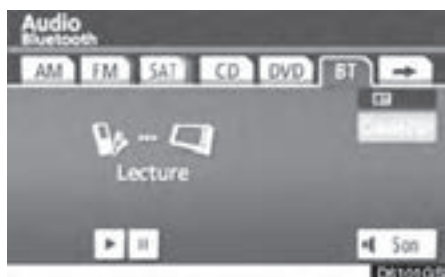 Audio
Bluetooth
AM FM SAT CD DVD BT
Lecture
Son